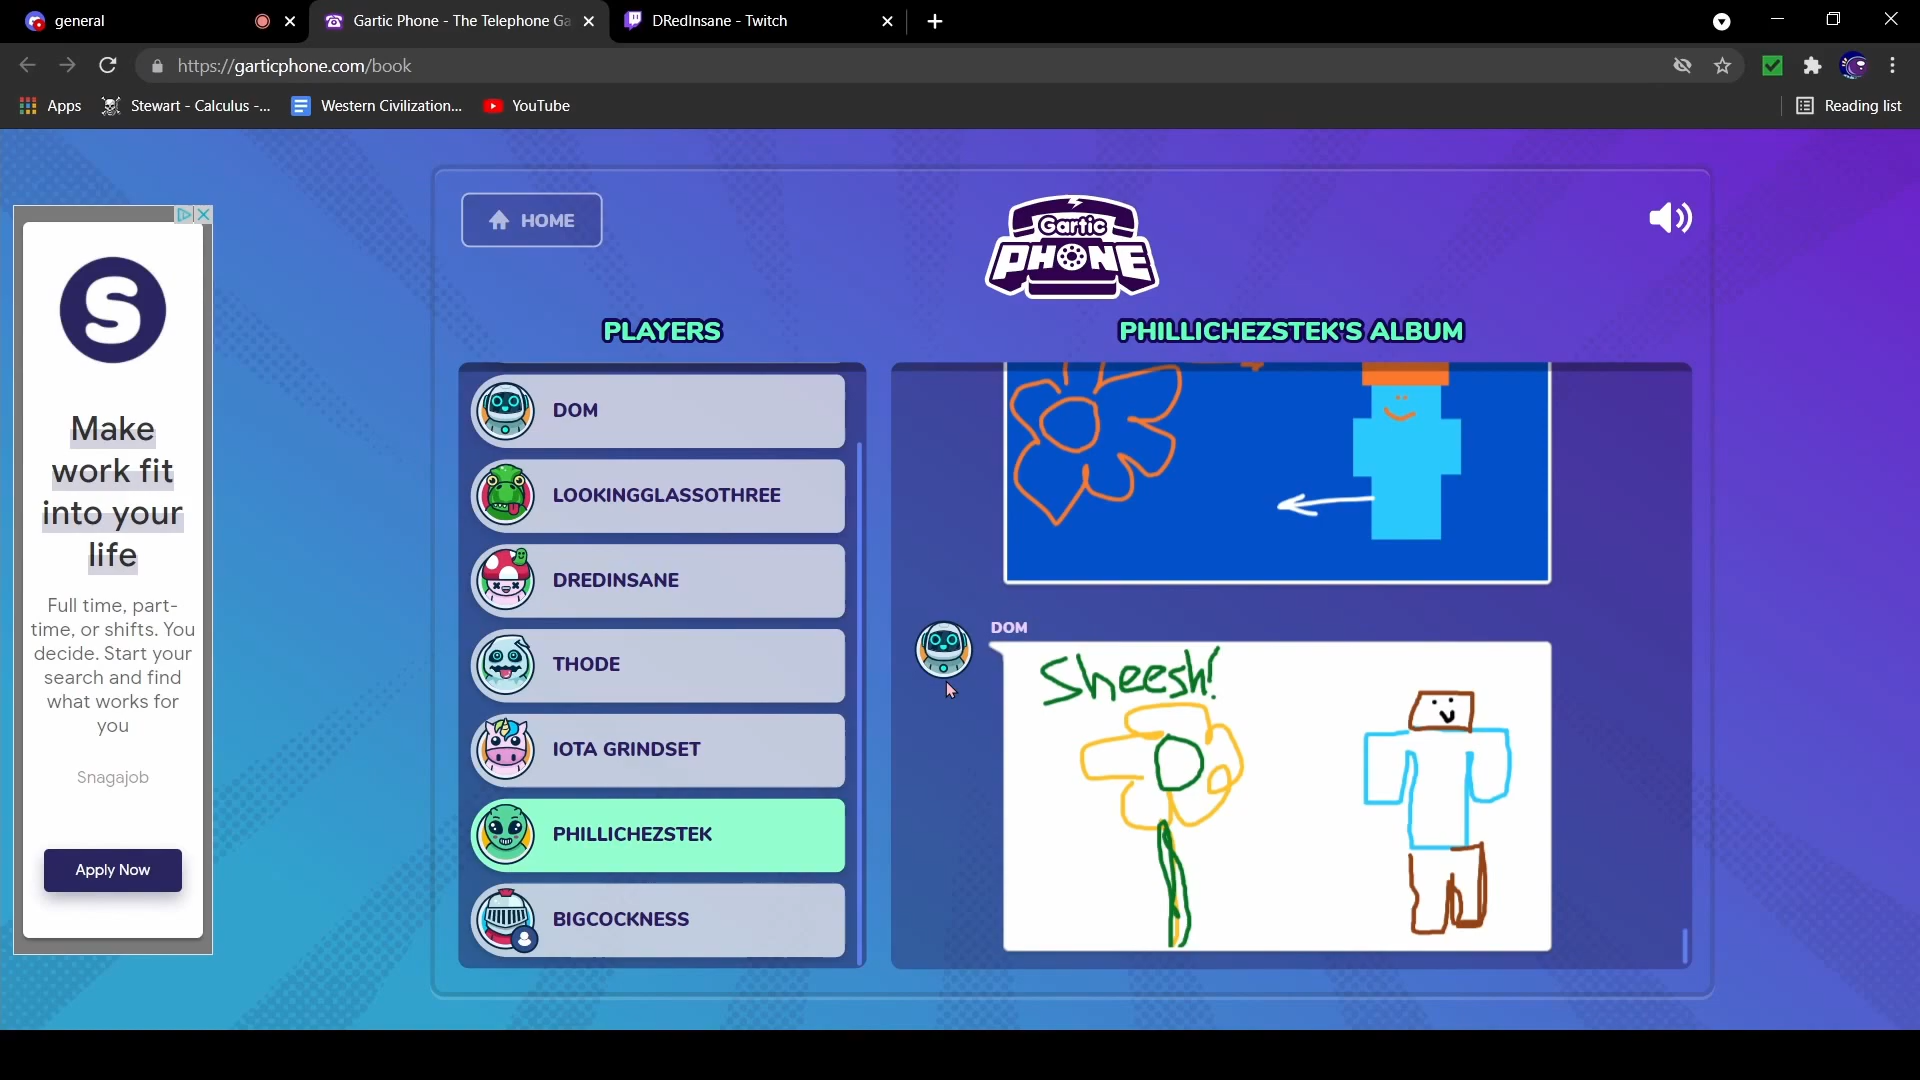 general
Gartic Phone - The Telephone Ga
DRedInsane - Twitch
https://garticphone.com/book
Apps
Stewart - Calculus -...
Western Civilization...
YouTube
Reading list
HOME
Gartic
PHONE
PLAYERS
PHILLICHEZSTEK'S ALBUM
S
Make
work fit
into your
life
Full time, part-
time, or shifts. You
decide. Start your
search and find
what works for
you
Snagajob
Apply Now
DOM
LOOKINGGLASSOTHREE
DREDINSANE
THODE
IOTA GRINDSET
PHILLICHEZSTEK
BIGCOCKNESS
DOM
Sheesh!